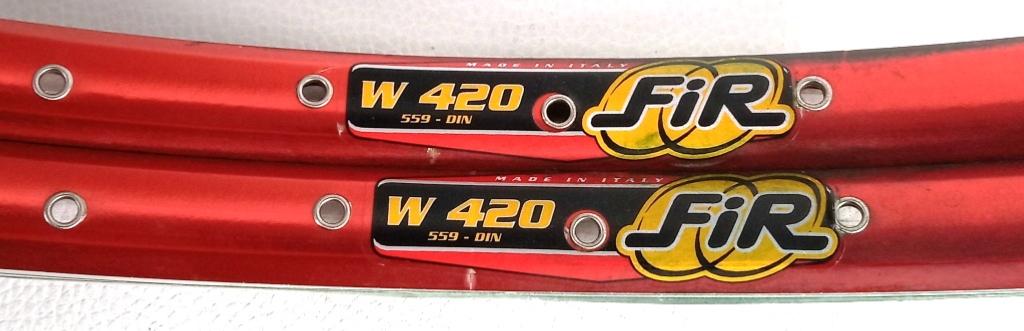 MADE IN ITALY
W 420
559 - DIN
FiR
MADE IN ITALY
W 420
559 - DIN
FiR